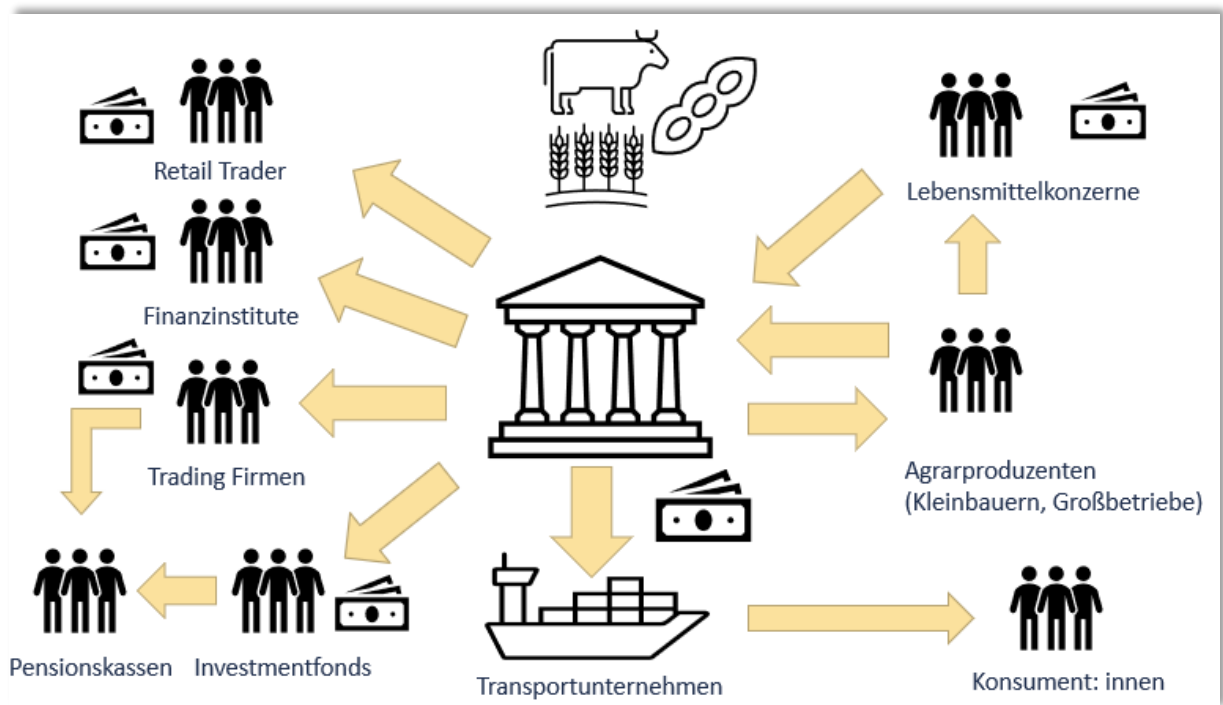 Retail Trader
Lebensmittelkonzerne
Finanzinstitute
Trading Firmen
Agrarproduzenten
(Kleinbauern, Großbetriebe)
Pensionskassen
Investmentfonds
Transportunternehmen
Konsument: innen